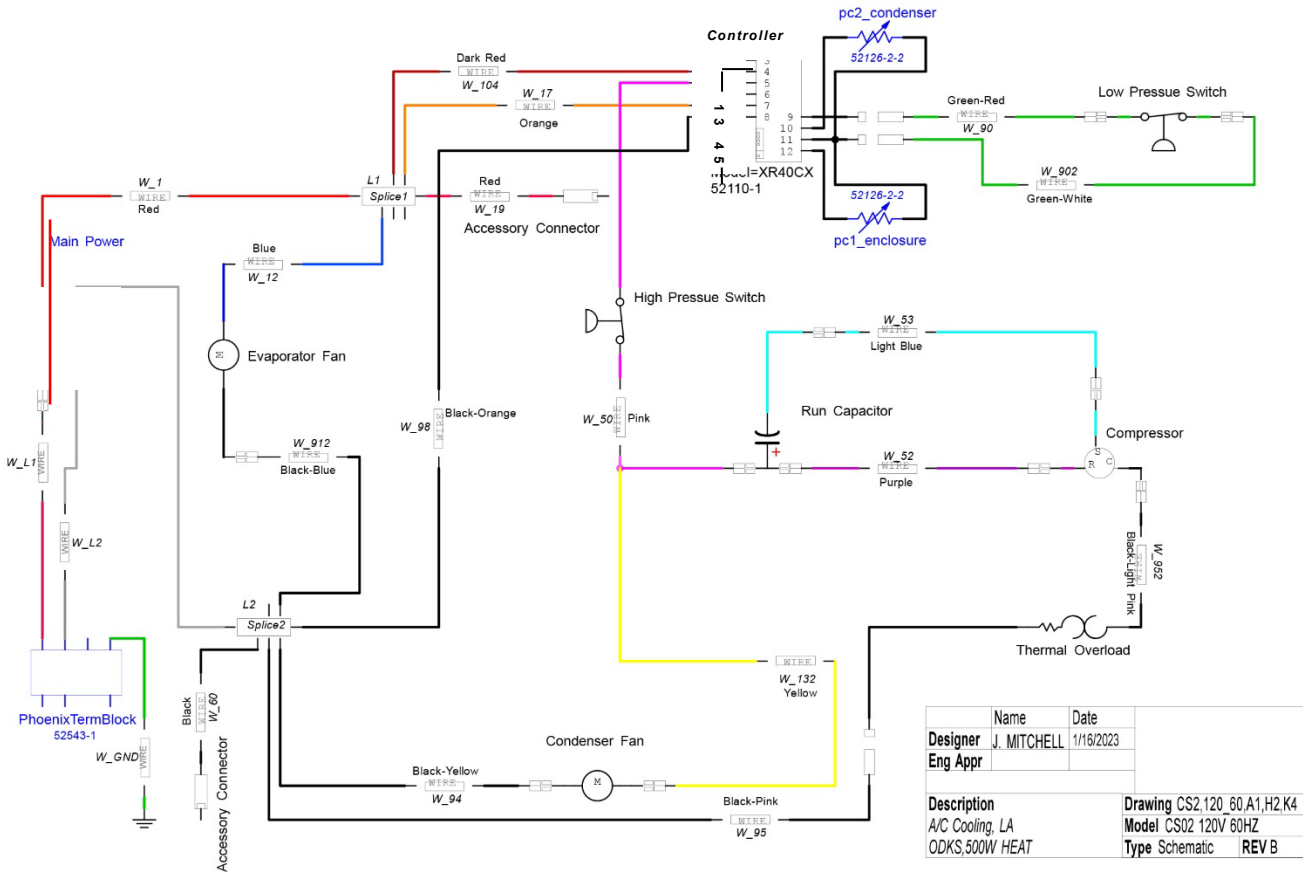 pc2_condenser
Controller
52126-2-2
Dark Red
WIRE
W_104
W_17
WIRE
Orange
4
5
6
7
8
1
3
4
5
9
10
11
12
Model=XR40CX
52110-1
Green-Red
WIRE
W_90
Low Pressue Switch
W_902
WIRE
Green-White
52126-2-2
pc1_enclosure
W_1
WIRE
Red
L1
Splice1
Red
WIRE
W_19
Accessory Connector
Main Power
Blue
WIRE
W_12
High Pressue Switch
Evaporator Fan
W_53
WIRE
Light Blue
Black-Orange
W_98
WIRE
W_50
WIRE
Pink
Run Capacitor
+
Compressor
S
R
C
W_52
WIRE
Purple
W_912
WIRE
Black-Blue
W_L1
WIRE
W_L2
WIRE
Black-Light Pink
WIRE
W_952
L2
Splice2
Thermal Overload
WIRE
W_132
Yellow
PhoenixTermBlock
52543-1
W_GND
WIRE
Black
WIRE
W_60
Accessory Connector
Condenser Fan
M
Black-Yellow
WIRE
W_94
Black-Pink
WIRE
W_95
Name Date
Designer J. MITCHELL 1/16/2023
Eng Appr
Description
A/C Cooling, LA
ODKS,500W HEAT
Drawing CS2,120_60,A1,H2,K4
Model CS02 120V 60HZ
Type Schematic REV B